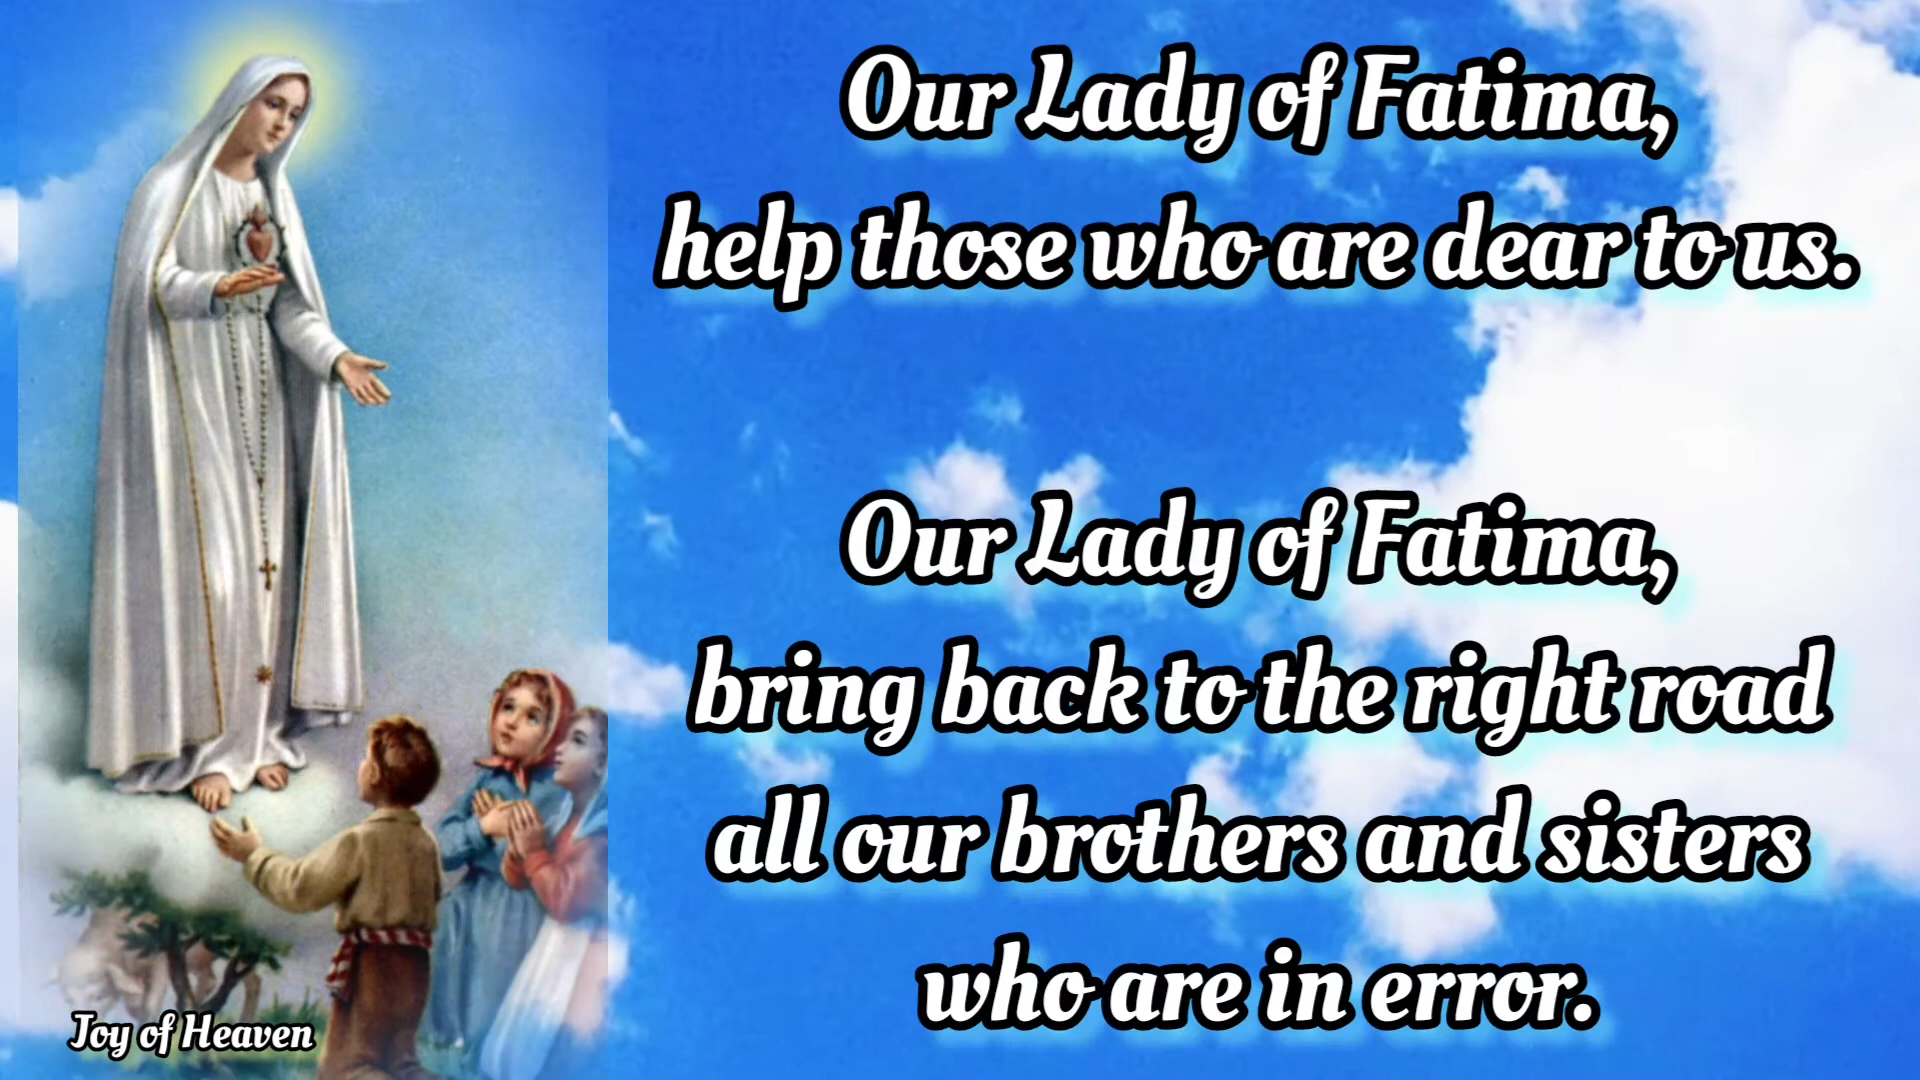 Our Lady of Fatima,
help those who are dear to us.
Our Lady of Fatima,
bring back to the right road
all our brothers and sisters
who are in error.
Joy of Heaven